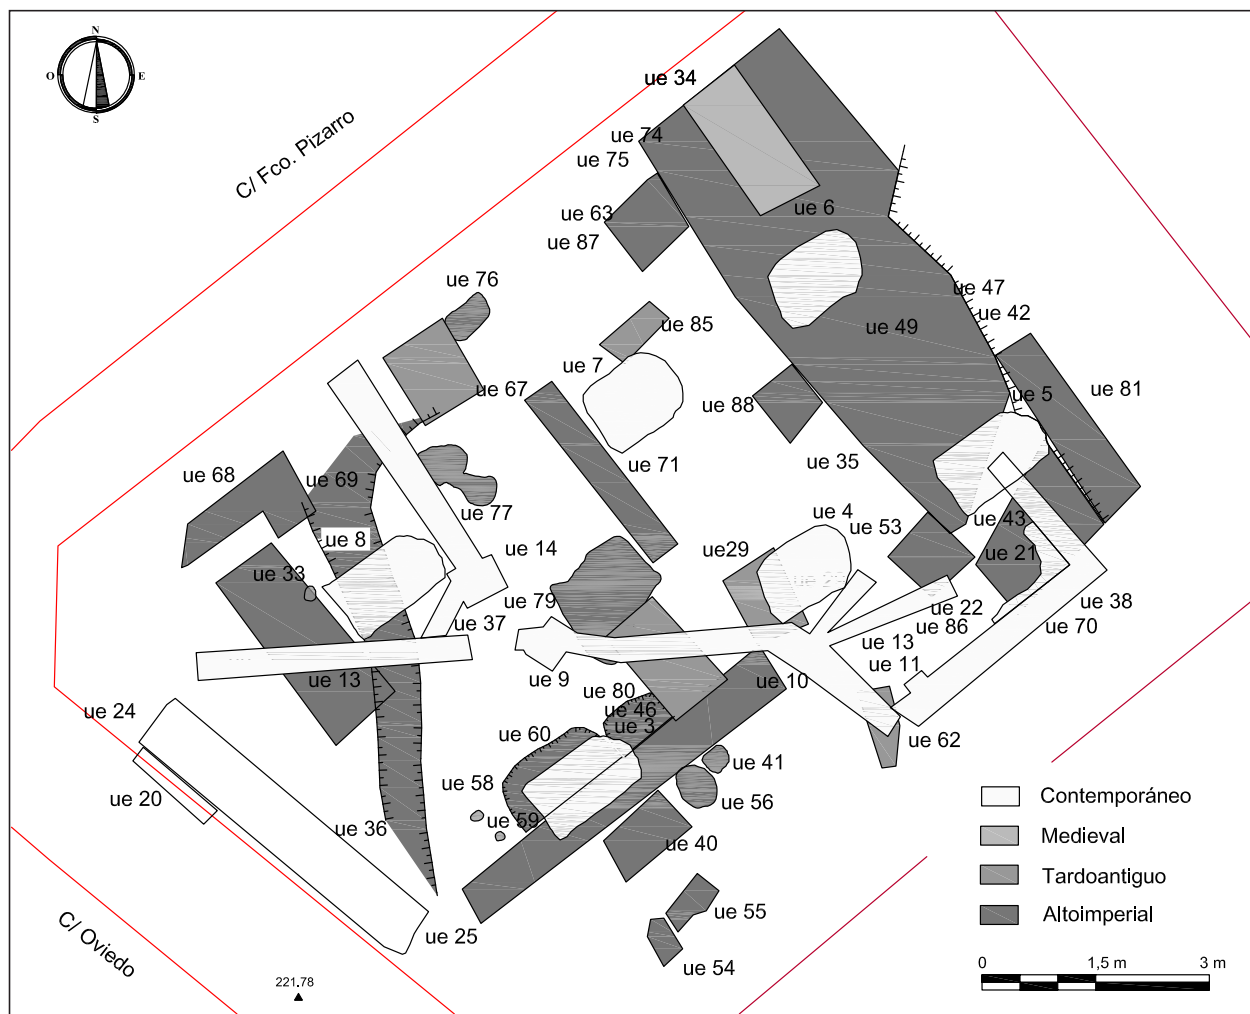 N
O
E
S
C/ Fco. Pizarro
ue 34
ue 74
ue 75
ue 63
ue 6
ue 87
ue 76
ue 47
ue 42
ue 85
ue 49
ue 7
ue 67
ue 5
ue 81
ue 88
ue 35
ue 71
ue 68
ue 69
ue 77
ue 4
ue 53
ue 43
ue 8
ue 14
ue29
ue 21
ue 33
ue 79
ue 22
ue 38
ue 37
ue 86
ue 70
ue 13
ue 11
ue 9
ue 13
ue 10
ue 80
ue 24
ue 46
ue 3
ue 60
ue 62
ue 41
ue 58
ue 20
ue 56
ue 59
ue 36
ue 40
ue 55
ue 25
ue 54
C/ Oviedo
221.78
Contemporáneo
Medieval
Tardoantiguo
Altoimperial
0 1,5 m 3 m